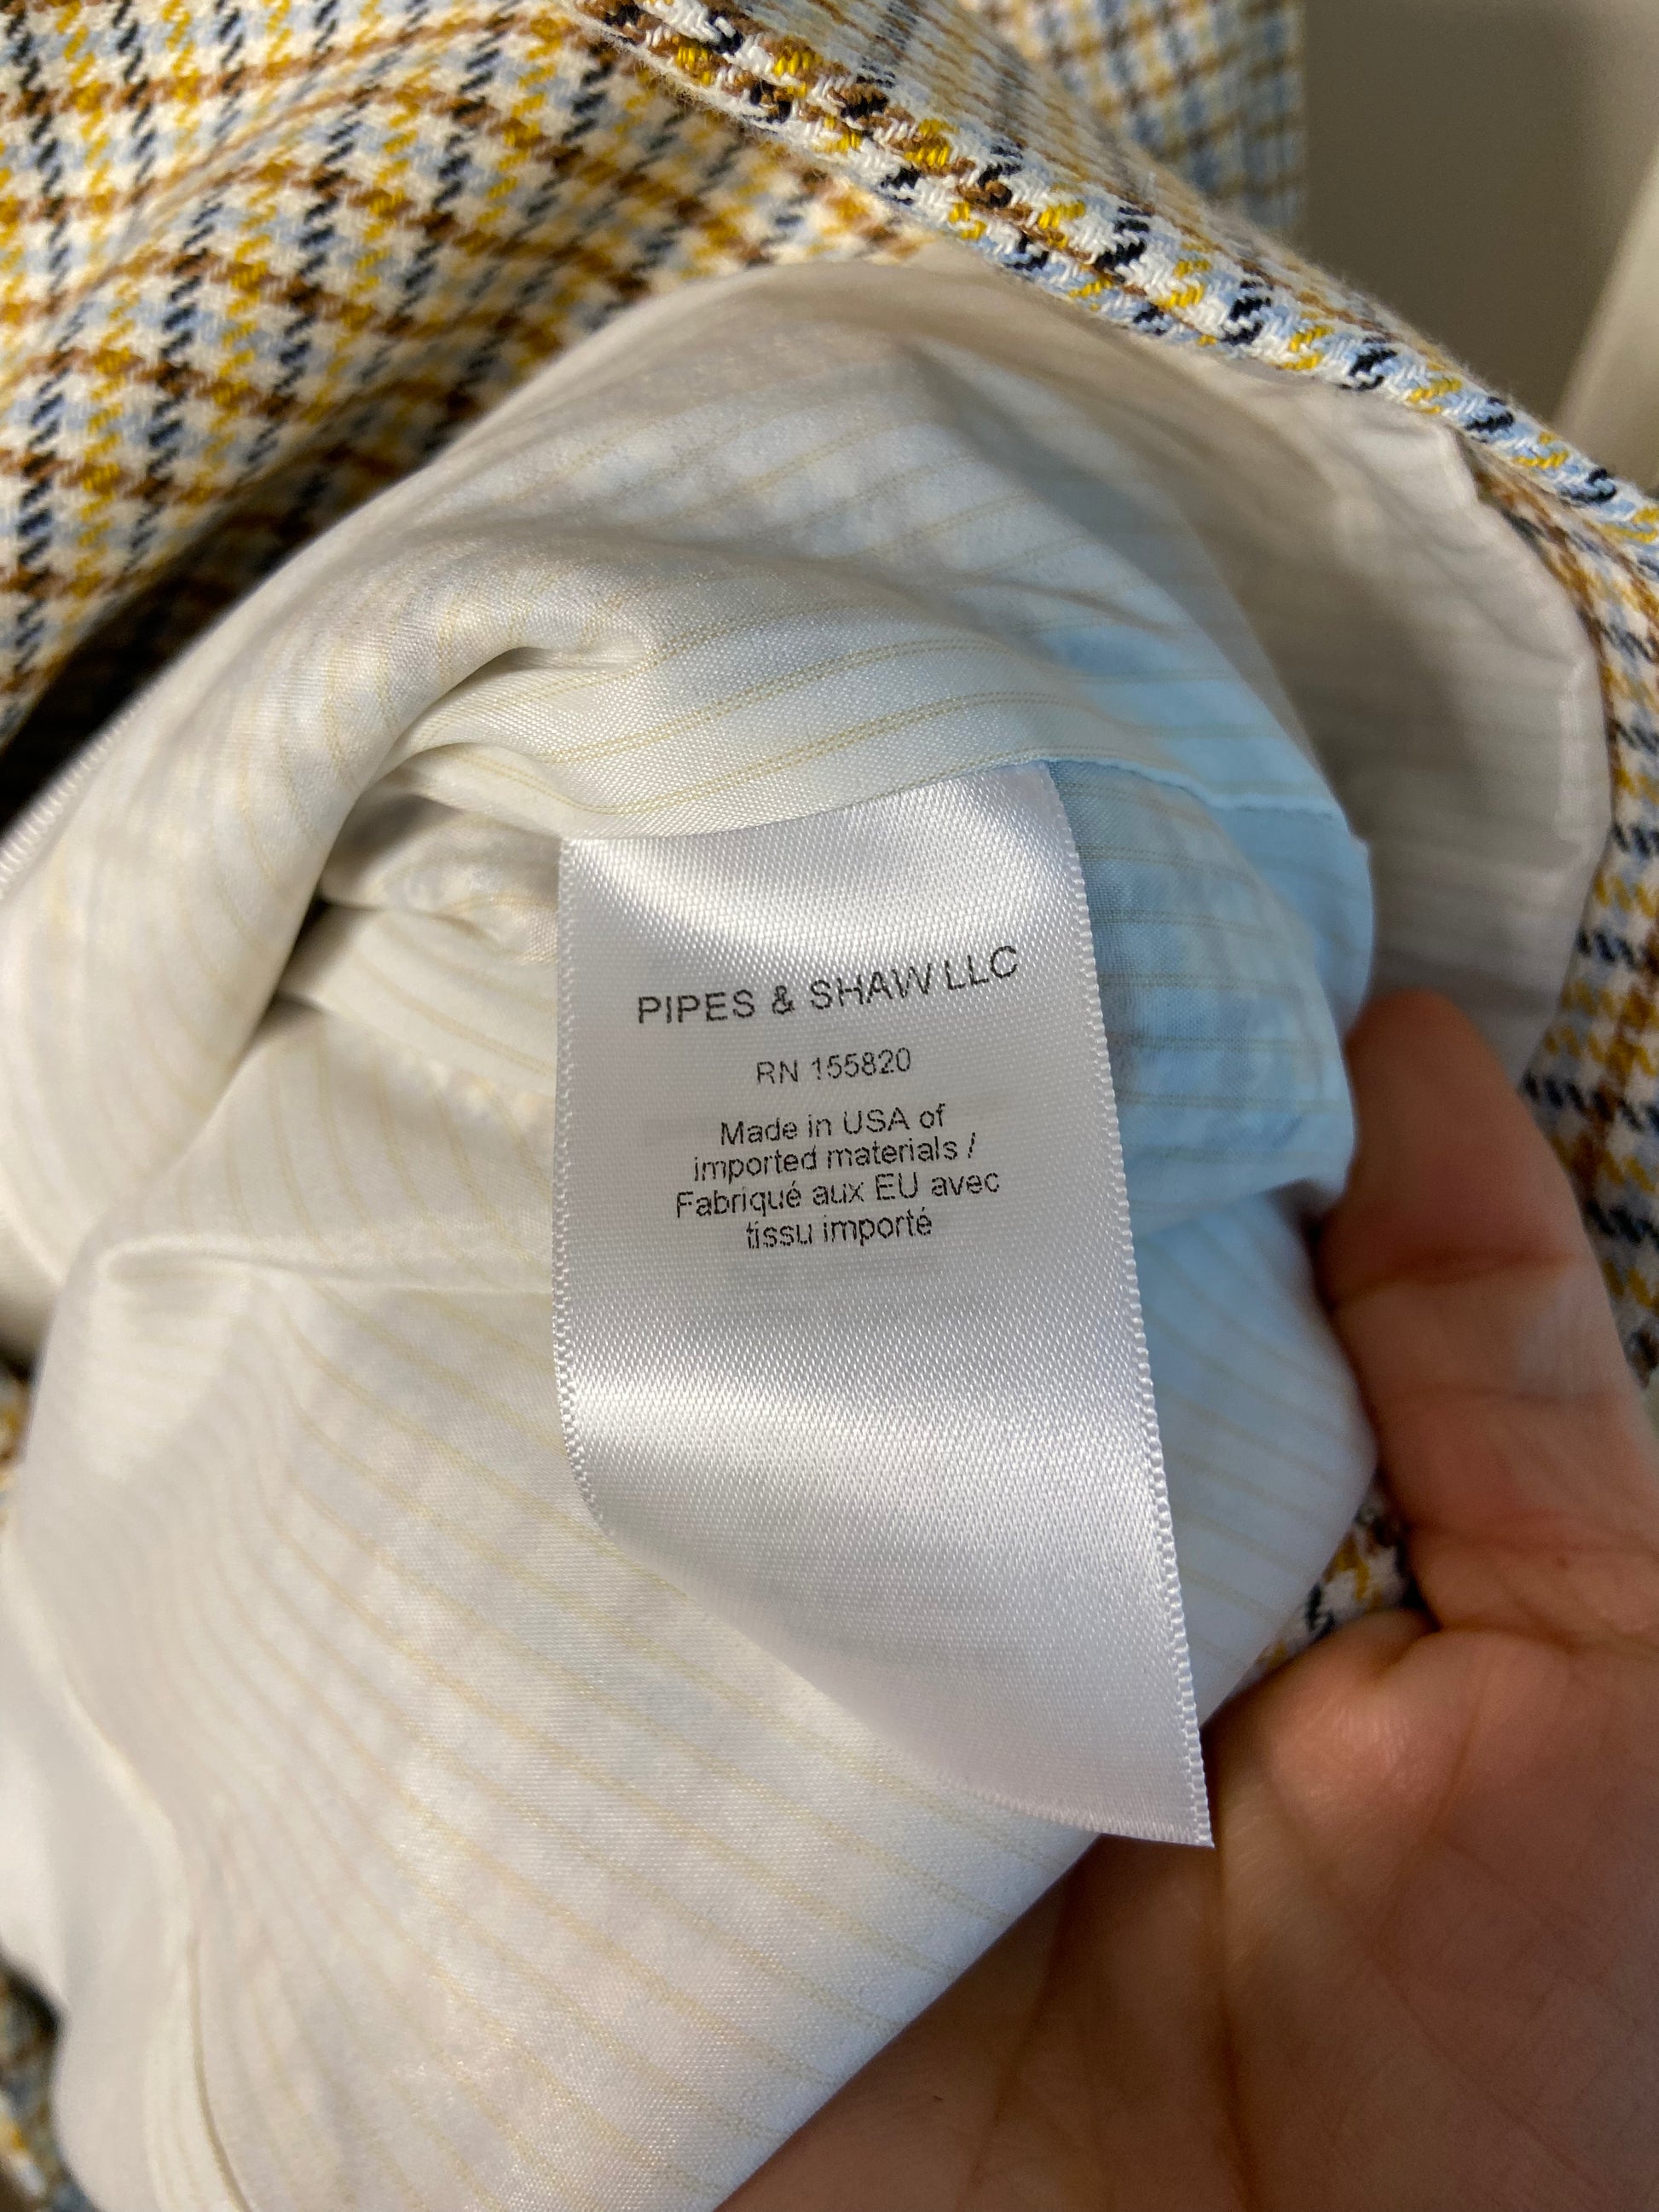 PIPES & SHAW LLC
RN 155820
Made in USA of
imported materials /
Fabriqué aux EU avec
tissu importé